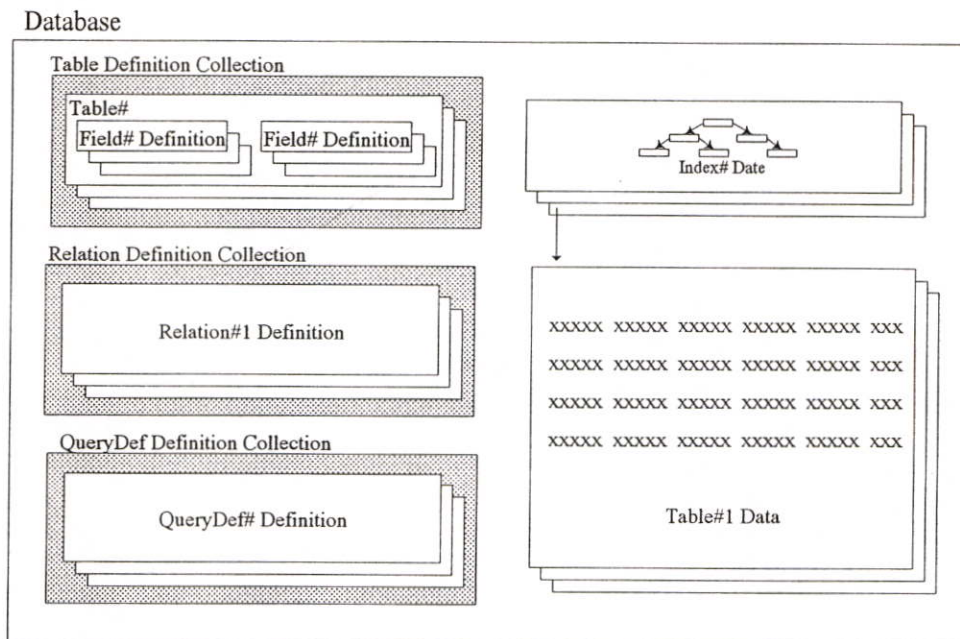 Database
Table Definition Collection
Table#
Field# Definition
Field# Definition
Relation Definition Collection
Relation#1 Definition
QueryDef Definition Collection
QueryDef# Definition
Index# Date
XXXXX XXXXX XXXXX XXXXX XXXXX XXX
XXXXX XXXXX XXXXX XXXXX XXXXX XXX
XXXXX XXXXX XXXXX XXXXX XXXXX XXX
XXXXX XXXXX XXXXX XXXXX XXXXX XXX
Table#1 Data